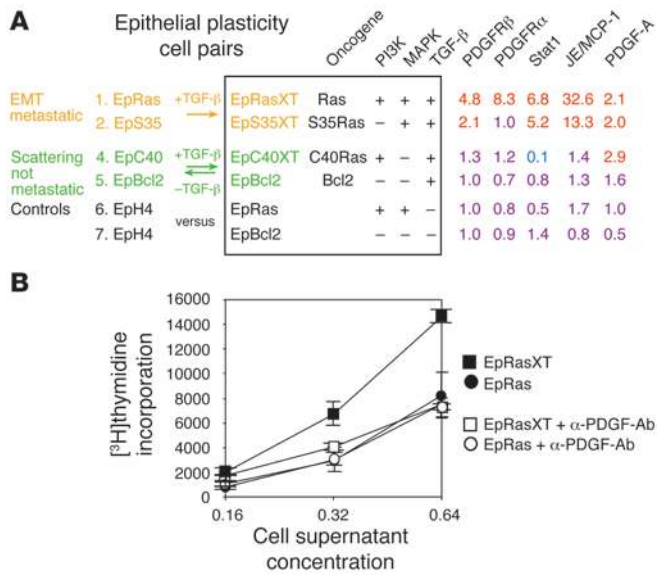 A
Epithelial plasticity
cell pairs
Oncogene
PI3K
MAPK
TGF-β
PDGFRβ
PDGFRα
Stat1
JE/MCP-1
PDGF-A
EMT metastatic
1. EpRas +TGF-β EpRasXT Ras + + + 4.8 8.3 6.8 32.6 2.1
2. EpS35 EpS35XT S35Ras - + + 2.1 1.0 5.2 13.3 2.0
Scattering not metastatic
4. EpC40 +TGF-β EpC40XT C40Ras + - + 1.3 1.2 0.1 1.4 2.9
5. EpBcl2 -TGF-β EpBcl2 Bcl2 + 1.0 0.7 0.8 1.3 1.6
Controls 6. EpH4 versus EpRas + + - 1.0 0.8 0.5 1.7 1.0
7. EpH4 EpBcl2 - - - 1.0 0.9 1.4 0.8 0.5
B
[³H]thymidine
incorporation
16000
14000
12000
10000
8000
6000
4000
2000
0
0.16 0.32 0.64
Cell supernatant
concentration
EpRasXT
EpRas
EpRasXT + α-PDGF-Ab
EpRas + α-PDGF-Ab